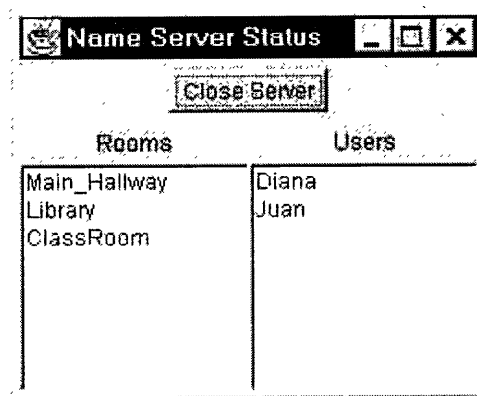 Name Server Status
Close Server
Rooms Users
Main_Hallway Diana
Library Juan
ClassRoom